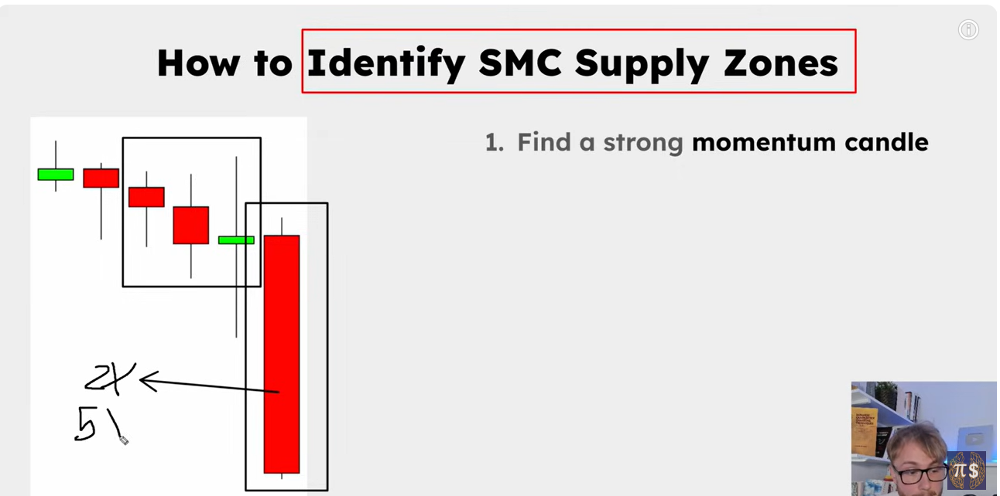 How to Identify SMC Supply Zones
1. Find a strong momentum candle
2X
π$